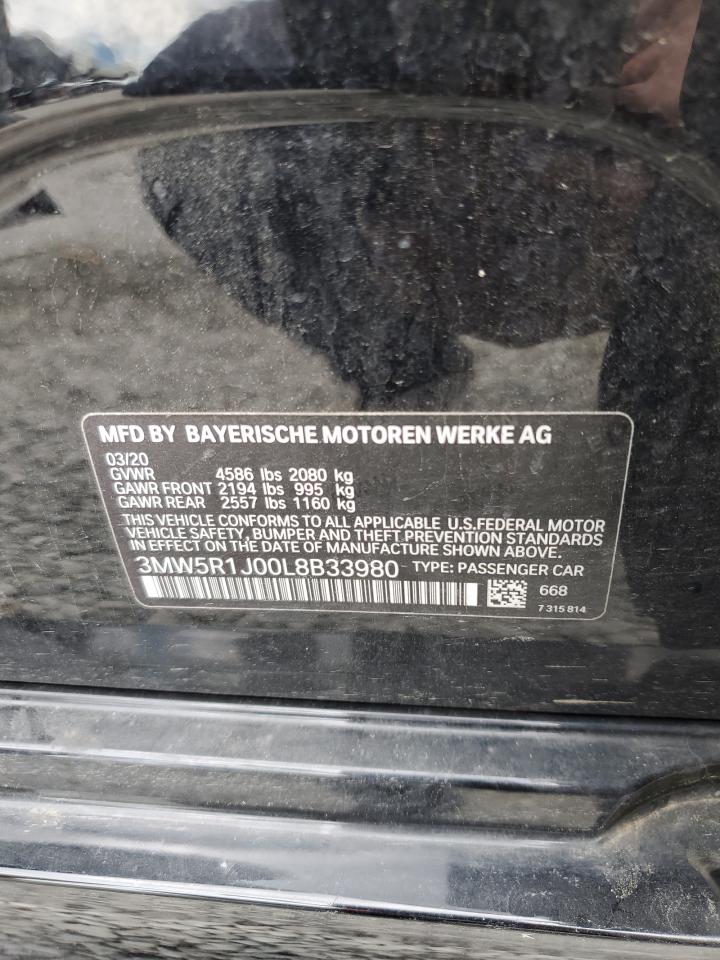 MFD BY BAYERISCHE MOTOREN WERKE AG
03/20
GVWR 4586 lbs 2080 kg
GAWR FRONT 2194 lbs 995 kg
GAWR REAR 2557 lbs 1160 kg
THIS VEHICLE CONFORMS TO ALL APPLICABLE U.S.FEDERAL MOTOR
VEHICLE SAFETY, BUMPER AND THEFT PREVENTION STANDARDS
IN EFFECT ON THE DATE OF MANUFACTURE SHOWN ABOVE.
3MW5R1J00L8B33980 TYPE: PASSENGER CAR
668
7 315 814